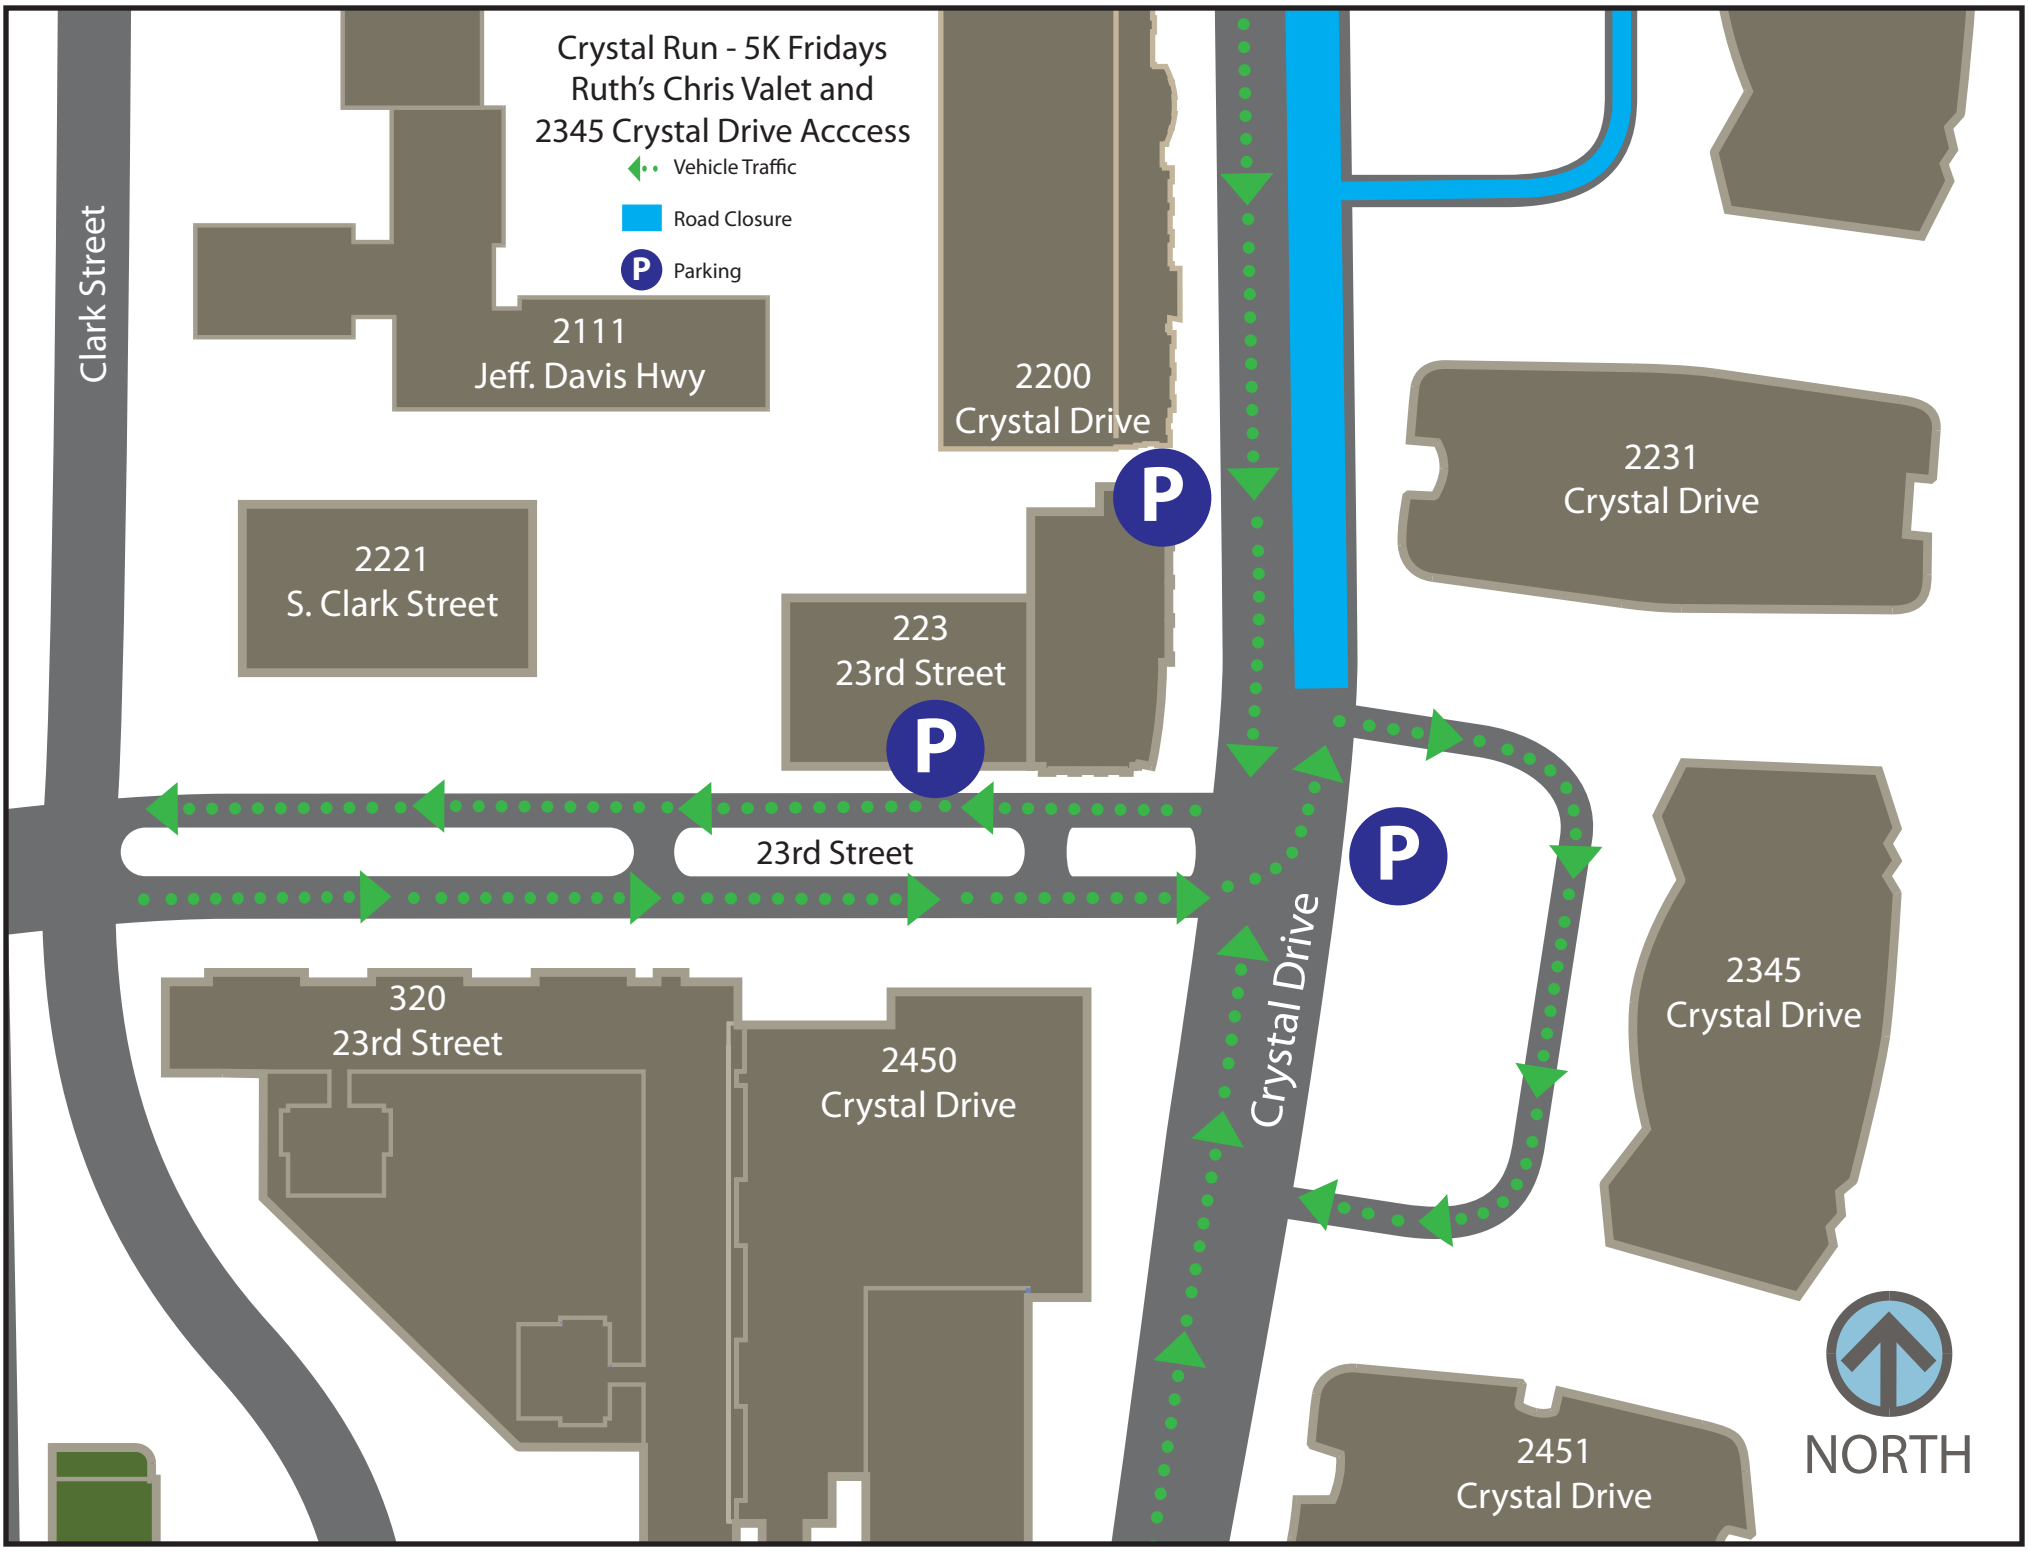 Crystal Run - 5K Fridays
Ruth's Chris Valet and
2345 Crystal Drive Acccess
Vehicle Traffic
Road Closure
P
Parking
Clark Street
2111
Jeff. Davis Hwy
2200
Crystal Drive
2231
Crystal Drive
P
2221
S. Clark Street
223
23rd Street
P
23rd Street
P
Crystal Drive
2345
Crystal Drive
320
23rd Street
2450
Crystal Drive
2451
Crystal Drive
NORTH